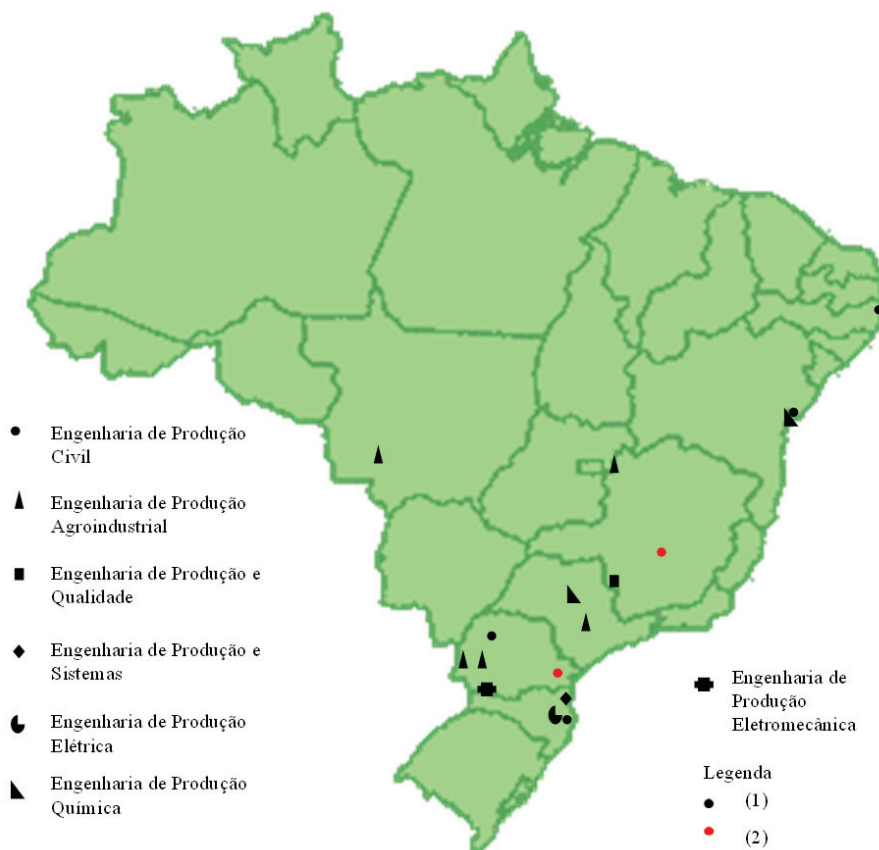 Engenharia de Produção
Civil
Engenharia de Produção
Agroindustrial
Engenharia de Produção e
Qualidade
Engenharia de Produção e
Sistemas
Engenharia de Produção
Elétrica
Engenharia de Produção
Química
Engenharia de
Produção
Eletromecânica
Legenda
(1)
(2)